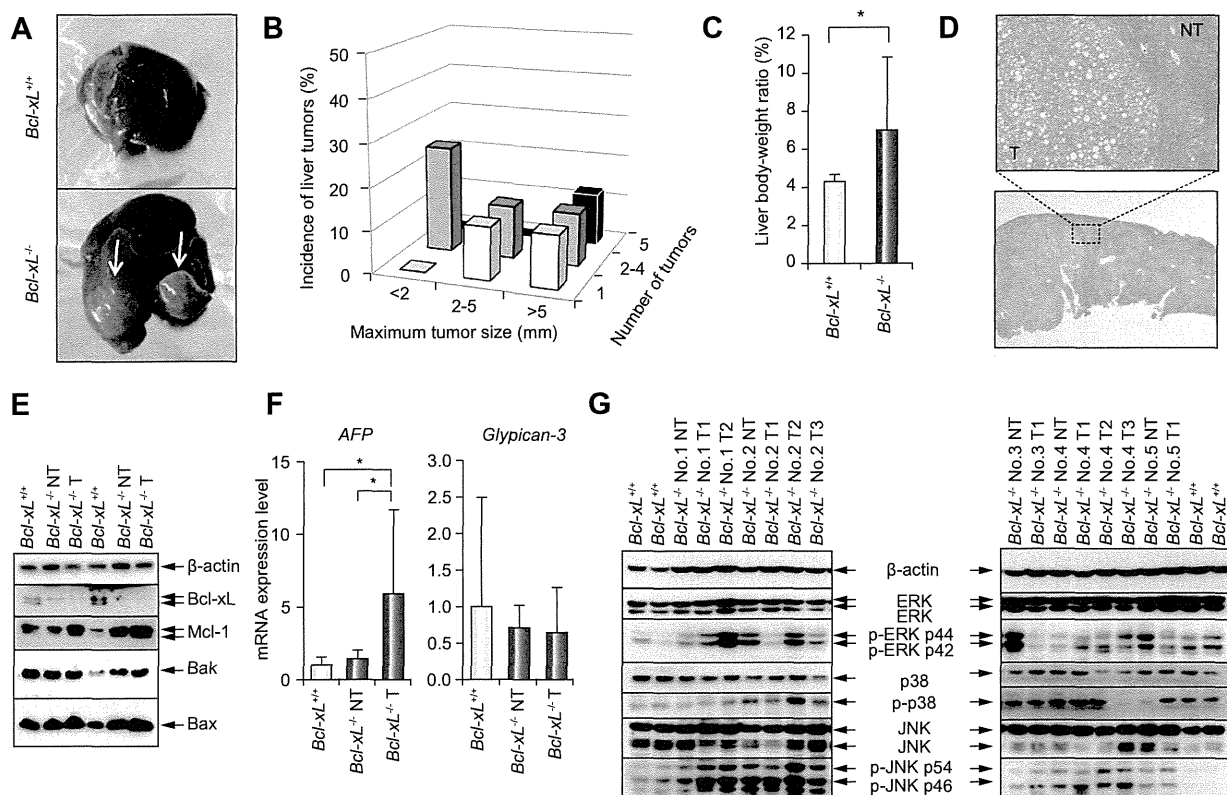 A
Bcl-xL+/+
Bcl-xL-/-
B
Incidence of liver tumors (%)
50
40
30
20
10
0
<2
2-5
>5
Maximum tumor size (mm)
1
2-4
5
Number of tumors
C
Liver body-weight ratio (%)
12
10
8
6
4
2
0
*
Bcl-xL+/+
Bcl-xL-/-
D
NT
T
E
Bcl-xL+/+
Bcl-xL-/- NT
Bcl-xL-/- T
Bcl-xL+/+
Bcl-xL-/- NT
Bcl-xL-/- T
β-actin
Bcl-xL
Mcl-1
Bak
Bax
F
AFP
mRNA expression level
15
10
5
0
*
*
Bcl-xL+/+
Bcl-xL-/- NT
Bcl-xL-/- T
Glypican-3
3.0
2.5
2.0
1.5
1.0
0.5
0.0
Bcl-xL+/+
Bcl-xL-/- NT
Bcl-xL-/- T
G
Bcl-xL+/+
Bcl-xL+/+
Bcl-xL-/- No.1 NT
Bcl-xL-/- No.1 T1
Bcl-xL-/- No.1 T2
Bcl-xL-/- No.2 NT
Bcl-xL-/- No.2 T1
Bcl-xL-/- No.2 T2
Bcl-xL-/- No.2 T3
β-actin
ERK
ERK
p-ERK p44
p-ERK p42
p38
p-p38
JNK
JNK
p-JNK p54
p-JNK p46
Bcl-xL-/- No.3 NT
Bcl-xL-/- No.3 T1
Bcl-xL-/- No.4 NT
Bcl-xL-/- No.4 T1
Bcl-xL-/- No.4 T2
Bcl-xL-/- No.4 T3
Bcl-xL-/- No.5 NT
Bcl-xL-/- No.5 T1
Bcl-xL+/+
Bcl-xL+/+